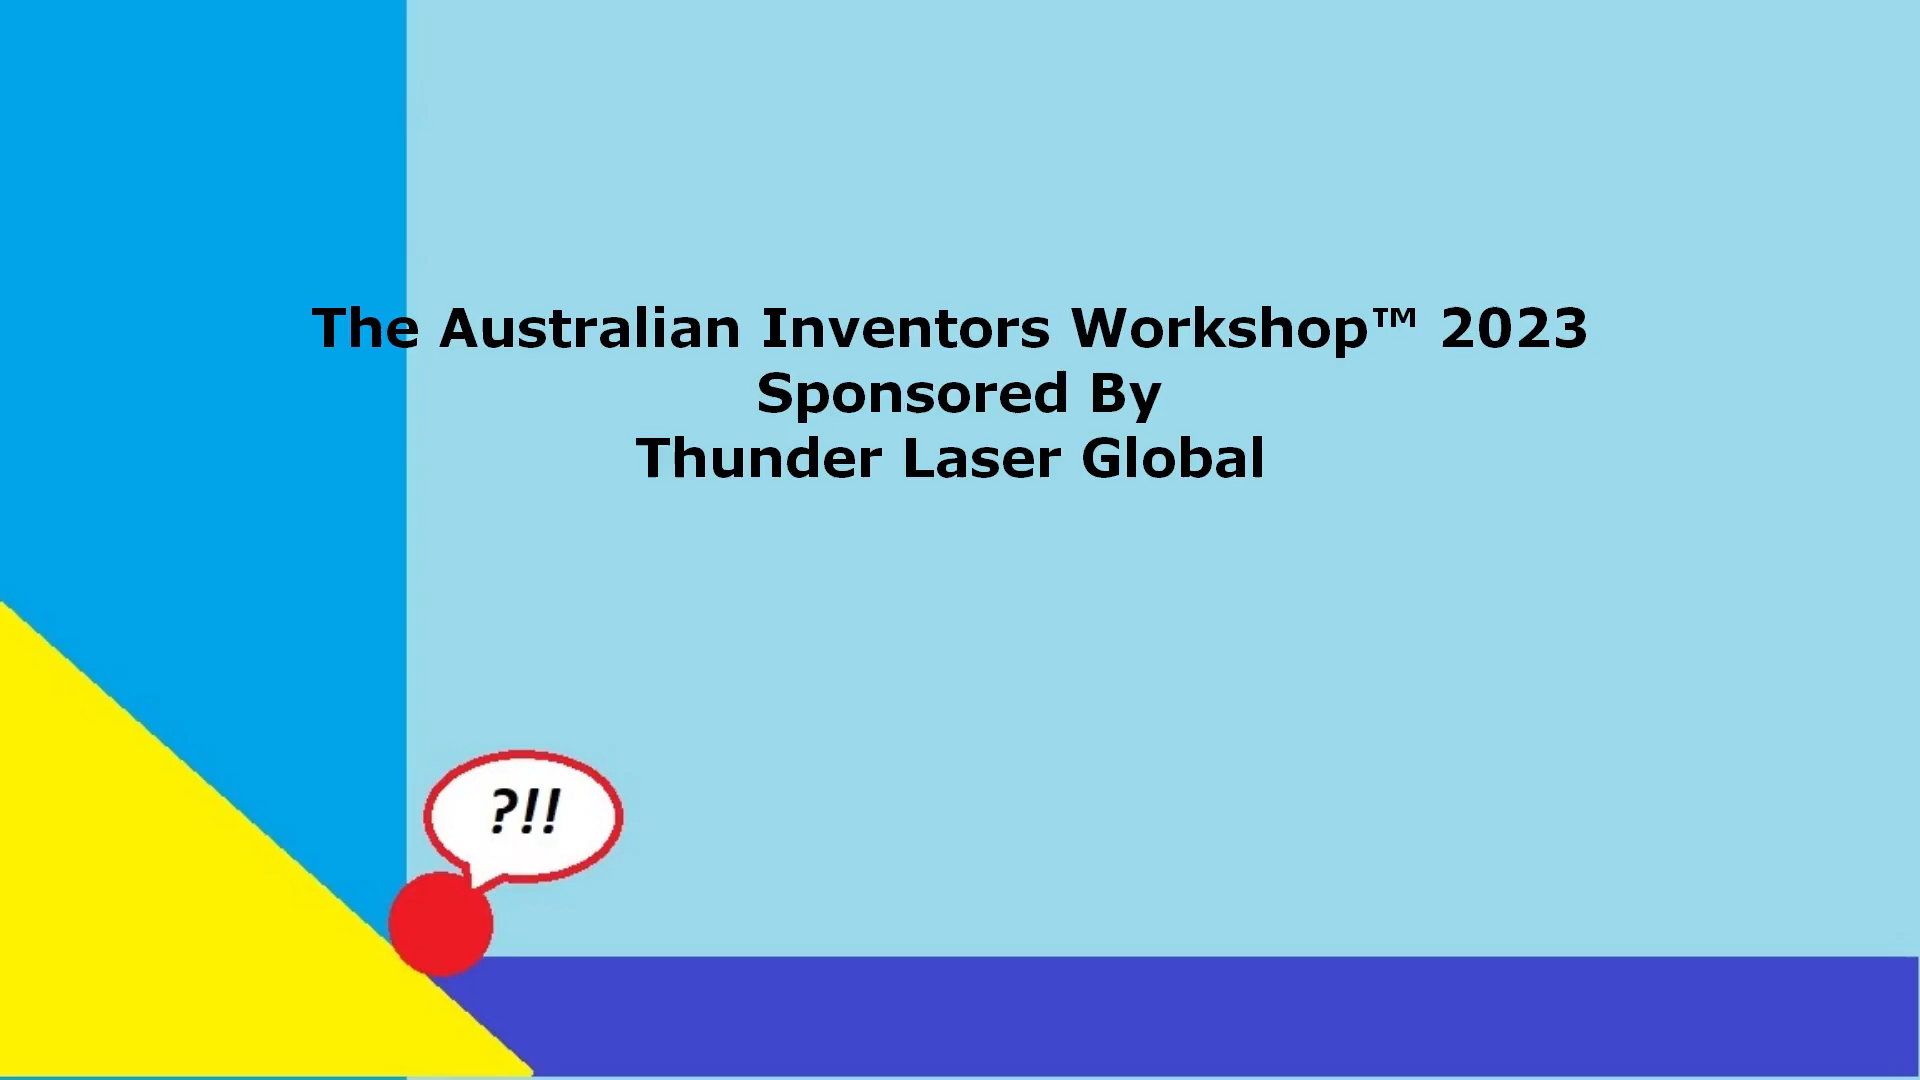 The Australian Inventors Workshop™ 2023
Sponsored By
Thunder Laser Global
?!!